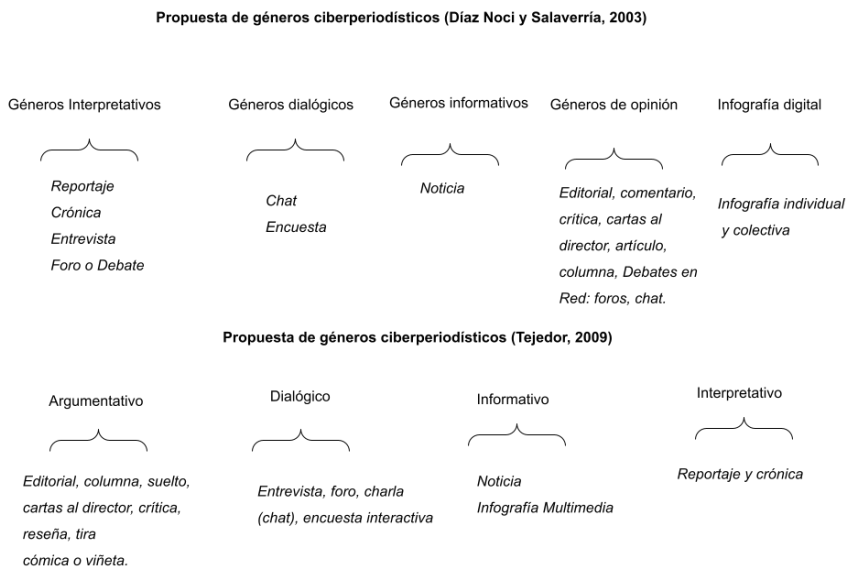 Propuesta de géneros ciberperiodísticos (Díaz Noci y Salaverría, 2003)
Géneros Interpretativos
Reportaje
Crónica
Entrevista
Foro o Debate
Géneros dialógicos
Chat
Encuesta
Géneros informativos
Noticia
Géneros de opinión
Editorial, comentario,
crítica, cartas al
director, artículo,
columna, Debates en
Red: foros, chat.
Infografía digital
Infografía individual
y colectiva
Propuesta de géneros ciberperiodísticos (Tejedor, 2009)
Argumentativo
Editorial, columna, suelto,
cartas al director, crítica,
reseña, tira
cómica o viñeta.
Dialógico
Entrevista, foro, charla
(chat), encuesta interactiva
Informativo
Noticia
Infografía Multimedia
Interpretativo
Reportaje y crónica